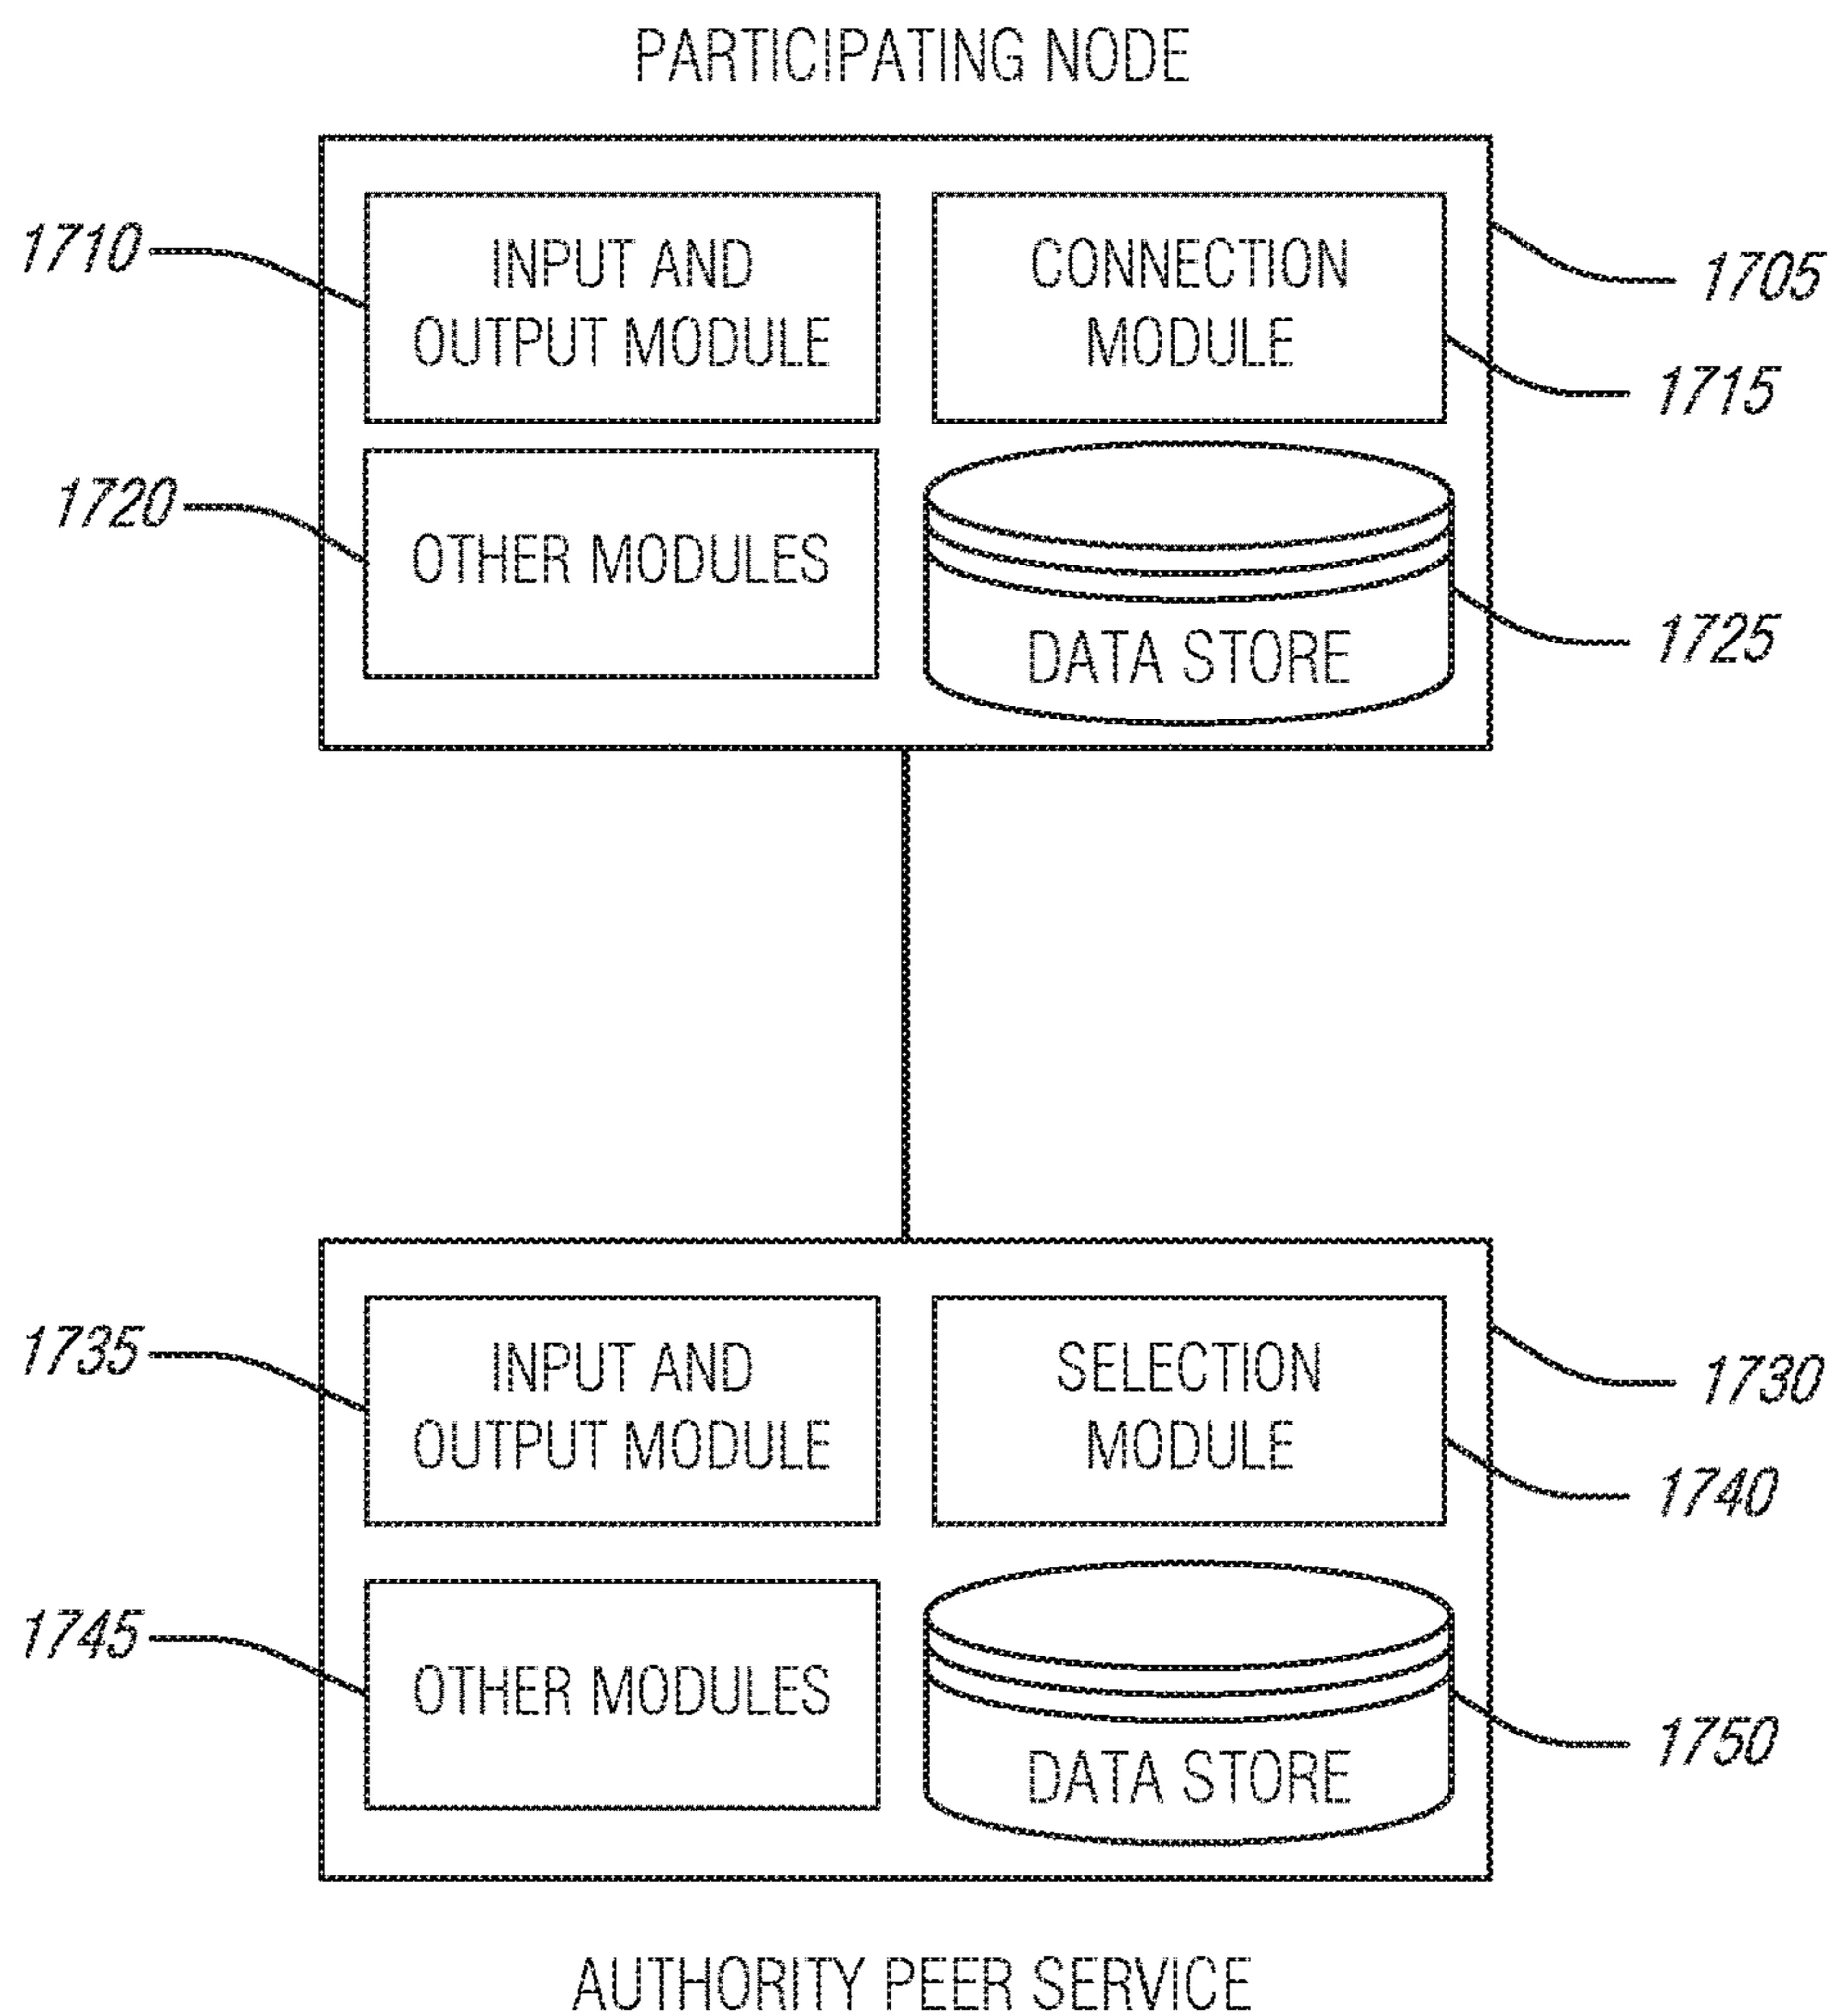 PARTICIPATING NODE
1710
INPUT AND
OUTPUT MODULE
CONNECTION
MODULE
1705
1715
1720
OTHER MODULES
DATA STORE
1725
1735
INPUT AND
OUTPUT MODULE
SELECTION
MODULE
1730
1740
1745
OTHER MODULES
DATA STORE
1750
AUTHORITY PEER SERVICE